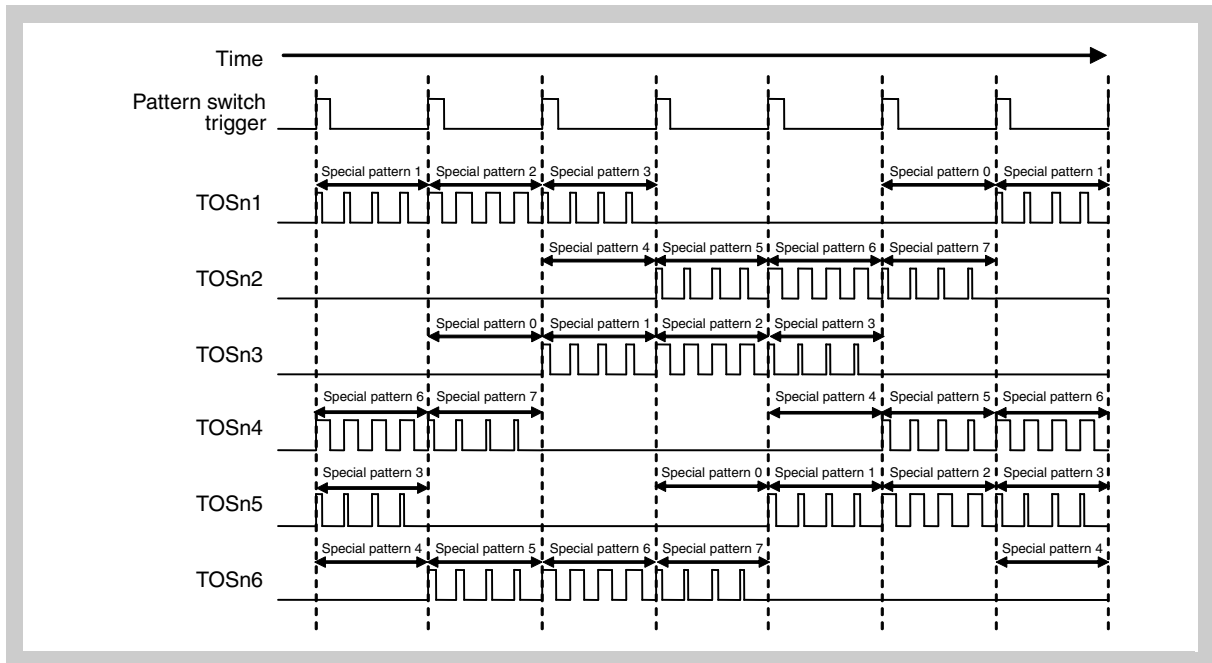 Time
Pattern switch
trigger
Special pattern 1 Special pattern 2 Special pattern 3 Special pattern 0 Special pattern 1
TOSn1
Special pattern 4 Special pattern 5 Special pattern 6 Special pattern 7
TOSn2
Special pattern 0 Special pattern 1 Special pattern 2 Special pattern 3
TOSn3
Special pattern 6 Special pattern 7 Special pattern 4 Special pattern 5 Special pattern 6
TOSn4
Special pattern 3 Special pattern 0 Special pattern 1 Special pattern 2 Special pattern 3
TOSn5
Special pattern 4 Special pattern 5 Special pattern 6 Special pattern 7 Special pattern 4
TOSn6